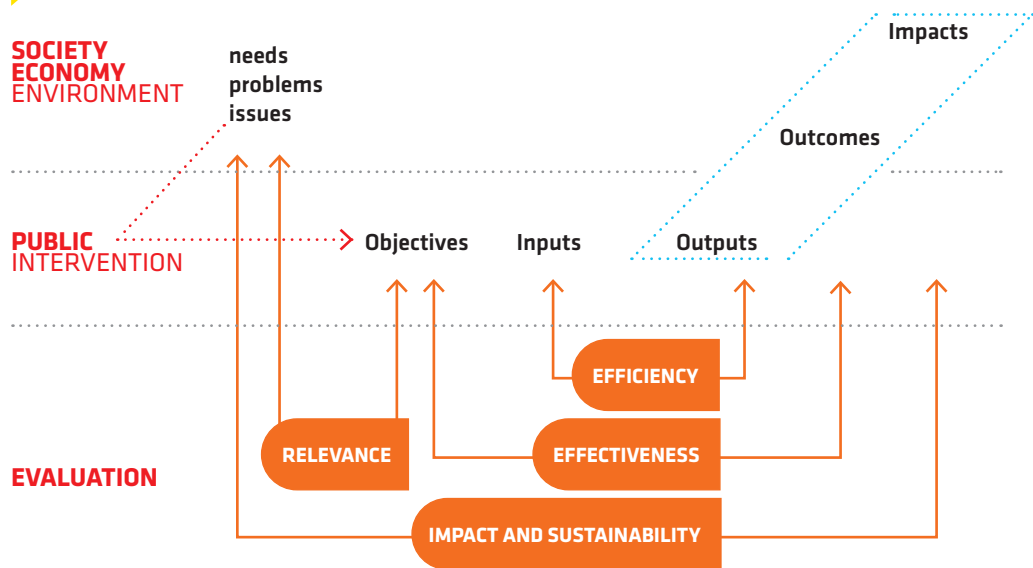 SOCIETY
ECONOMY
ENVIRONMENT
needs
problems
issues
Impacts
Outcomes
PUBLIC
INTERVENTION
Objectives
Inputs
Outputs
EVALUATION
EFFICIENCY
RELEVANCE
EFFECTIVENESS
IMPACT AND SUSTAINABILITY